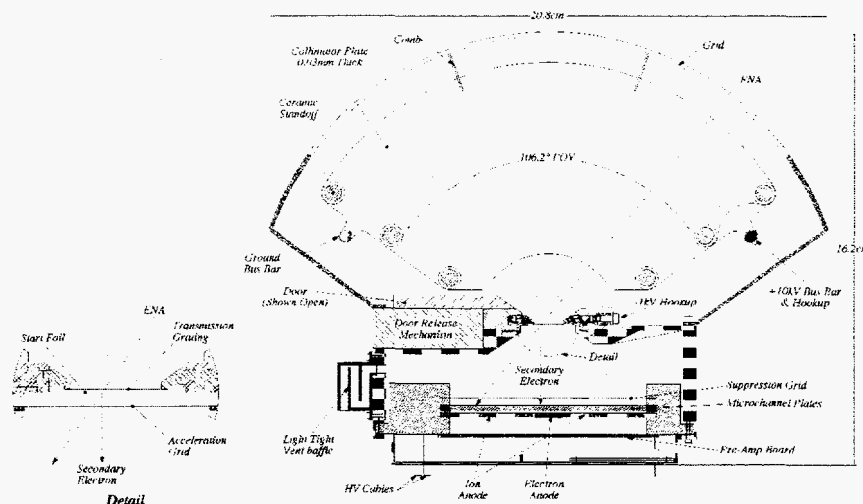 20.8cm
Comb
Grid
Collimator Plate
0.03mm Thick
ENA
Ceramic
Standoff
106.2° FOV
16.2cm
Ground
Bus Bar
+10kV Bus Bar
& Hookup
Door
(Shown Open)
1kV Hookup
Door Release
Mechanism
Detail
ENA
Start Foil
Transmission
Grating
Secondary
Electron
Suppression Grid
Microchannel Plates
Acceleration
Grid
Light Tight
Vent baffle
Pre-Amp Board
Secondary
Electron
HV Cables
Ion
Anode
Electron
Anode
Detail